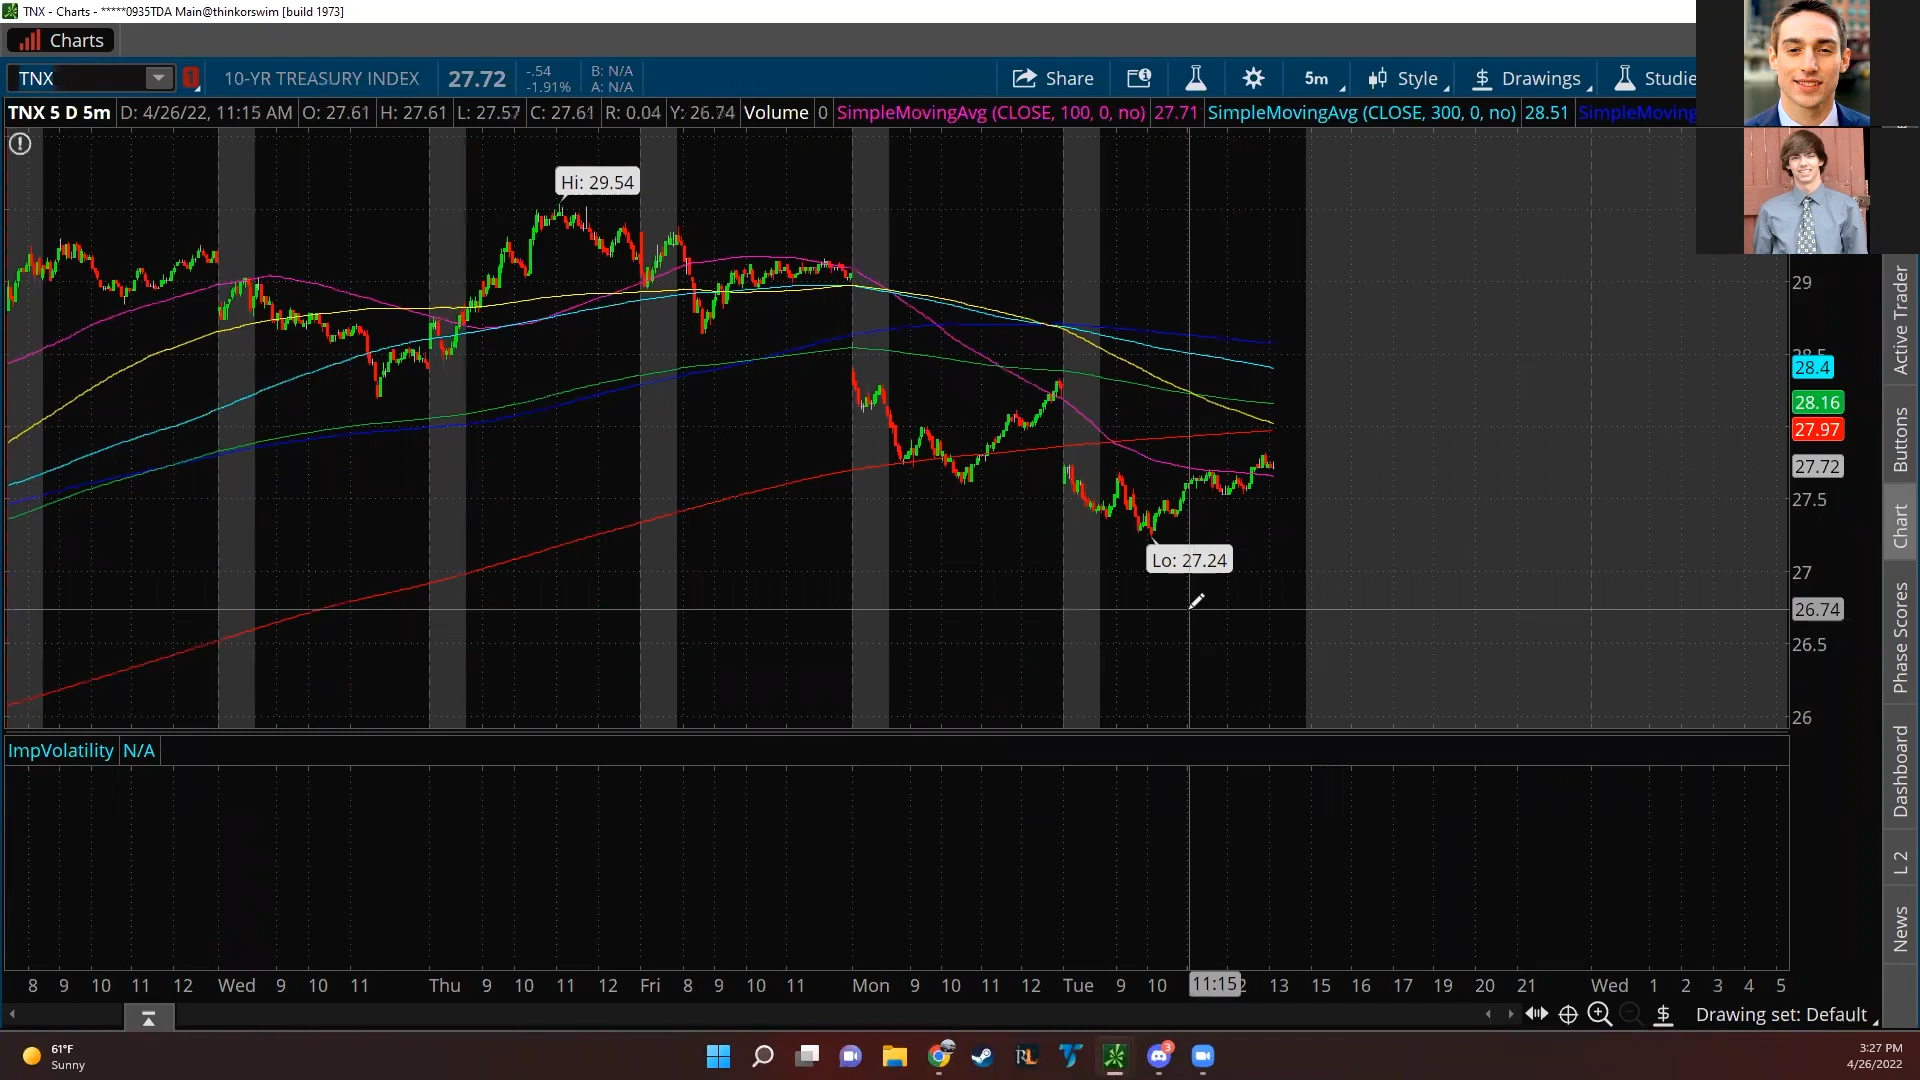 TNX - Charts - *****0935TDA Main@thinkorswim [build 1973]
Charts
TNX 1 10-YR TREASURY INDEX 27.72 -.54 -1.91% B: N/A A: N/A Share 5m Style Drawings Studie
TNX 5 D 5m D: 4/26/22, 11:15 AM O: 27.61 H: 27.61 L: 27.57 C: 27.61 R: 0.04 Y: 26.74 Volume 0 SimpleMovingAvg (CLOSE, 100, 0, no) 27.71 SimpleMovingAvg (CLOSE, 300, 0, no) 28.51 SimpleMoving
Hi: 29.54
29
28.5
28.4
28.16
27.97
27.72
27.5
Lo: 27.24
27
26.74
26.5
26
Active Trader
Buttons
Chart
Phase Scores
Dashboard
L 2
News
ImpVolatility N/A
8 9 10 11 12 Wed 9 10 11 Thu 9 10 11 12 Fri 8 9 10 11 Mon 9 10 11 12 Tue 9 10 11:15 2 13 15 16 17 19 20 21 Wed 1 2 3 4 5
Drawing set: Default
61°F
Sunny
RL
3
3:27 PM
4/26/2022